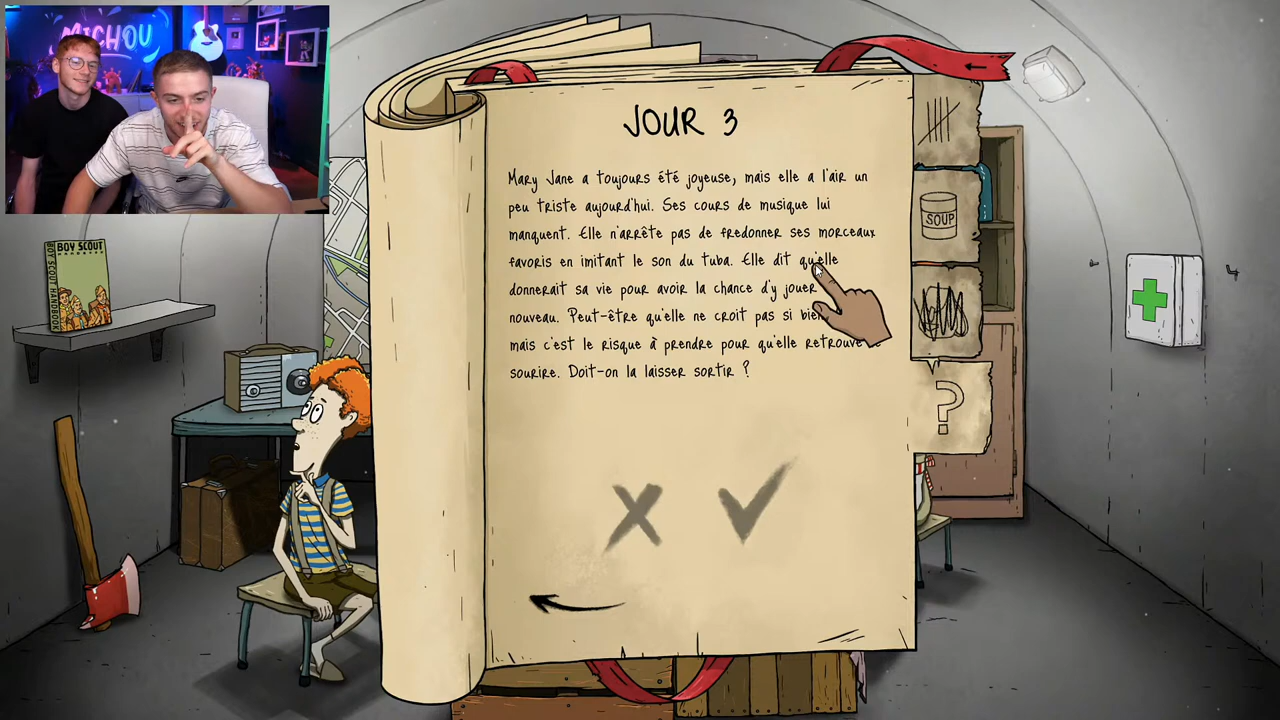 MICHOU
JOUR 3
Mary Jane a toujours été joyeuse, mais elle a l'air un
peu triste aujourd'hui. Ses cours de musique lui
manquent. Elle n'arrête pas de fredonner ses morceaux
favoris en imitant le son du tuba. Elle dit qu'elle
donnerait sa vie pour avoir la chance d'y jouer
nouveau. Peut-être qu'elle ne croit pas si
mais c'est le risque à prendre pour qu'elle retrouve
sourire. Doit-on la laisser sortir ?
SOUP
?
BOY SCOUT
BOY SCOUT HANDBOOK